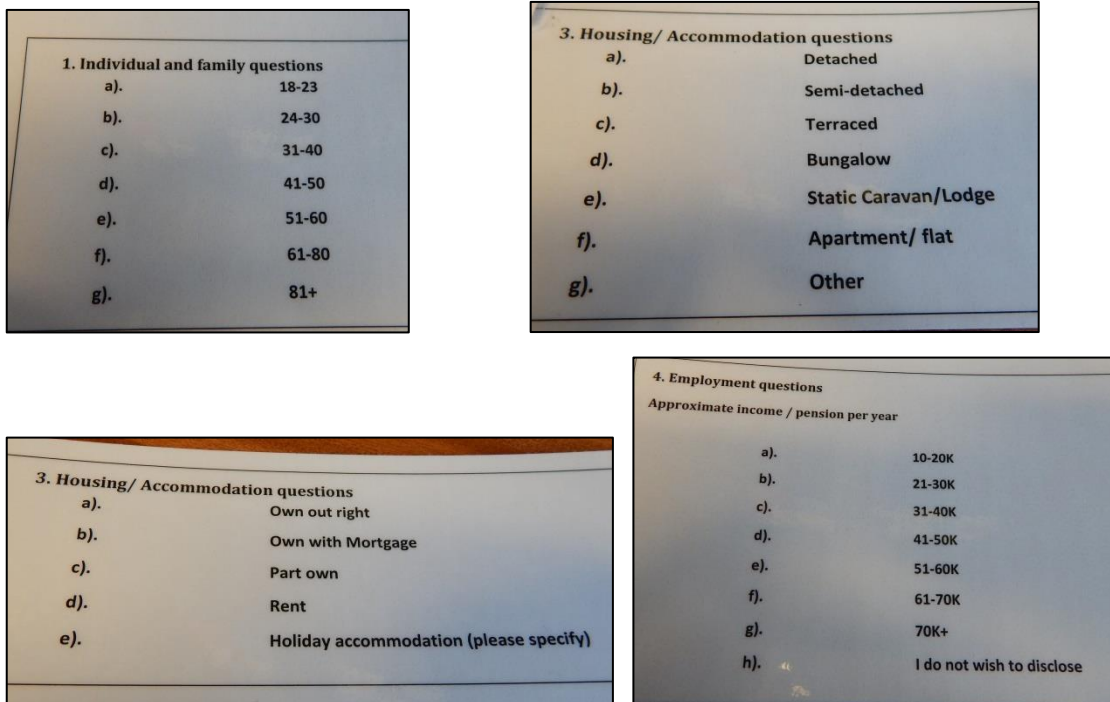 1. Individual and family questions
a). 18-23
b). 24-30
c). 31-40
d). 41-50
e). 51-60
f). 61-80
g). 81+
3. Housing/ Accommodation questions
a). Detached
b). Semi-detached
c). Terraced
d). Bungalow
e). Static Caravan/Lodge
f). Apartment/ flat
g). Other
3. Housing/ Accommodation questions
a). Own out right
b). Own with Mortgage
c). Part own
d). Rent
e). Holiday accommodation (please specify)
4. Employment questions
Approximate income / pension per year
a). 10-20K
b). 21-30K
c). 31-40K
d). 41-50K
e). 51-60K
f). 61-70K
g). 70K+
h). I do not wish to disclose